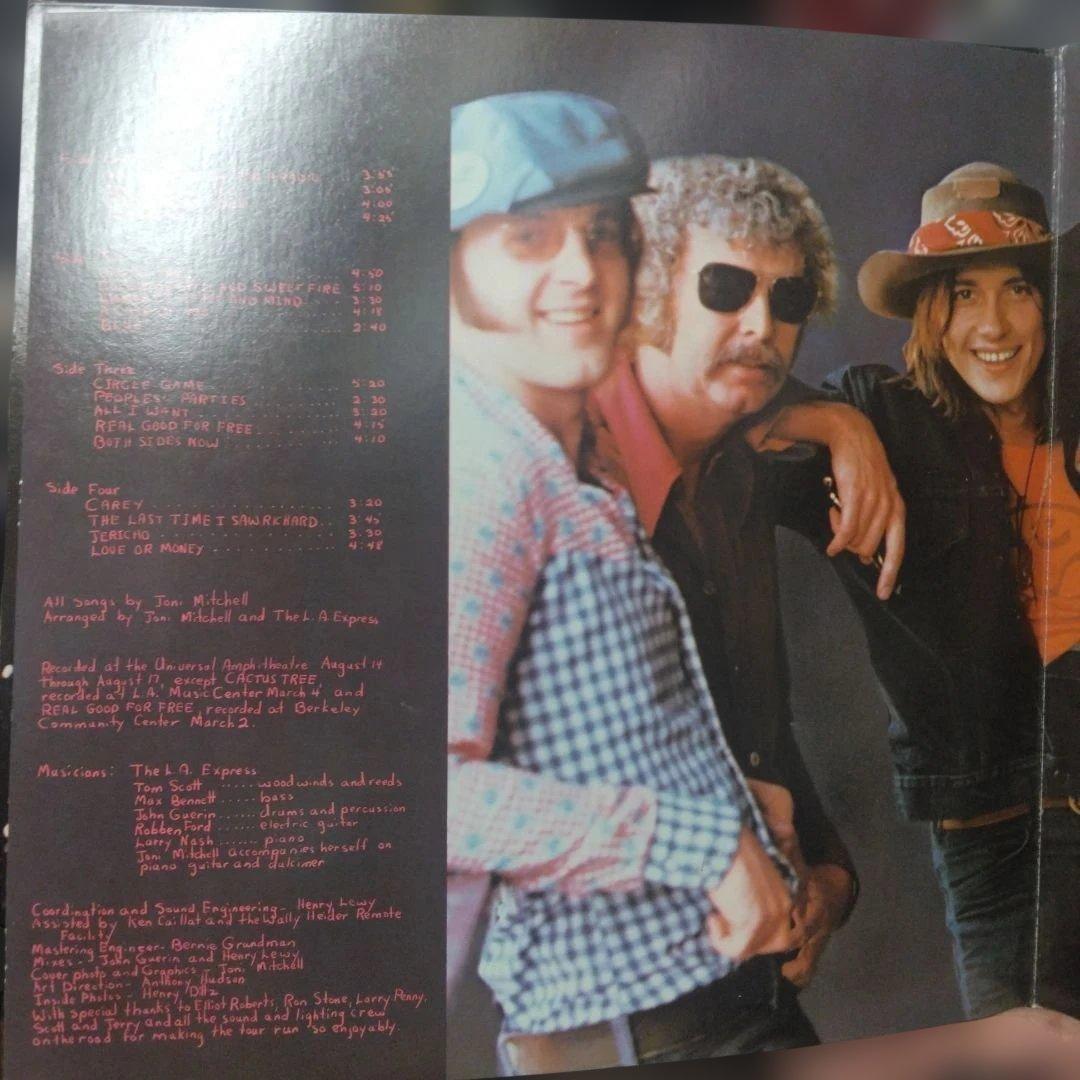 3:55
3:05
4:00
4:25
4:50
AND SWEET FIRE 5:10
AND MIND 3:30
4:18
BLUE 2:40
Side Three
CIRCLE GAME 5:20
PEOPLES' PARTIES 2:30
ALL I WANT 3:20
REAL GOOD FOR FREE 4:15
BOTH SIDES NOW 4:10
Side Four
CAREY 3:20
THE LAST TIME I SAW RICHARD 3:45
JERICHO 3:30
LOVE OR MONEY 4:48
All songs by Joni Mitchell
Arranged by Joni Mitchell and The L.A. Express
Recorded at the Universal Amphitheatre August 14
through August 17, except CACTUS TREE,
recorded at L.A. Music Center March 4, and
REAL GOOD FOR FREE, recorded at Berkeley
Community Center March 2.
Musicians: The L.A. Express
Tom Scott ..... woodwinds and reeds
Max Bennett ..... bass
John Guerin ..... drums and percussion
Robben Ford ...... electric guitar
Larry Nash ....... piano
Joni Mitchell accompanies herself on
piano guitar and dulcimer
Coordination and Sound Engineering - Henry Lewy
Assisted by Ken Caillat and the Wally Heider Remote
Facility
Mastering Engineer - Bernie Grundman
Mixes - John Guerin and Henry Lewy
Cover photo and Graphics - Joni Mitchell
Art Direction - Anthony Hudson
Inside Photos - Henry Diltz
With special thanks to Elliot Roberts, Ron Stone, Larry Penny,
Scott and Jerry and all the sound and lighting crew
on the road for making the tour run so enjoyably.